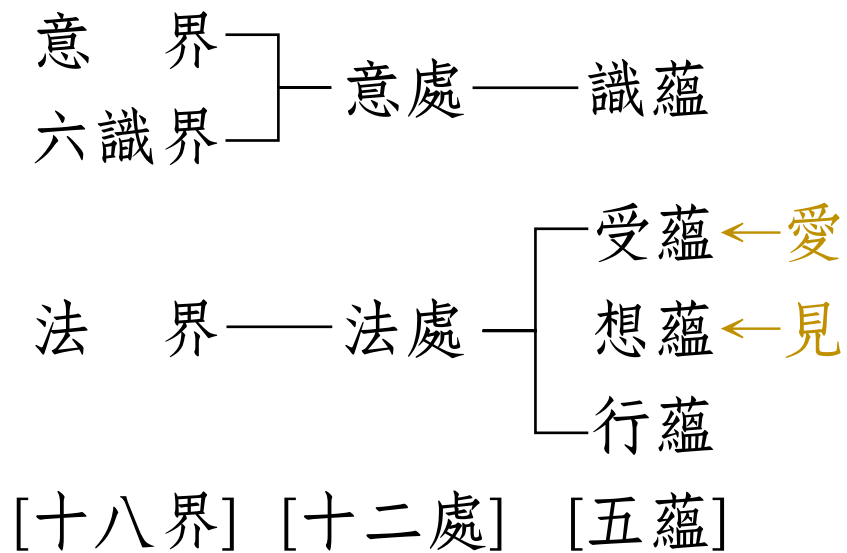 意 界
六識界
意處
識蘊
受蘊←愛
法 界
法處
想蘊←見
行蘊
[十八界] [十二處] [五蘊]